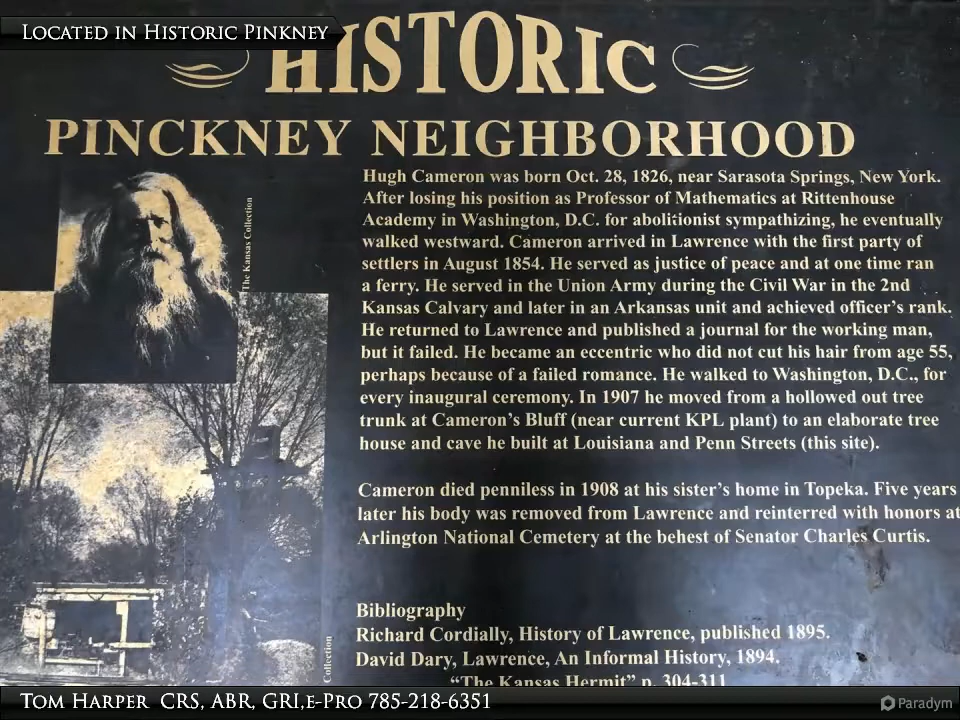 LOCATED IN HISTORIC PINKNEY
HISTORIC
PINCKNEY NEIGHBORHOOD
Hugh Cameron was born Oct. 28, 1826, near Sarasota Springs, New York.
After losing his position as Professor of Mathematics at Rittenhouse
Academy in Washington, D.C. for abolitionist sympathizing, he eventually
walked westward. Cameron arrived in Lawrence with the first party of
settlers in August 1854. He served as justice of peace and at one time ran
a ferry. He served in the Union Army during the Civil War in the 2nd
Kansas Calvary and later in an Arkansas unit and achieved officer's rank.
He returned to Lawrence and published a journal for the working man,
but it failed. He became an eccentric who did not cut his hair from age 55,
perhaps because of a failed romance. He walked to Washington, D.C., for
every inaugural ceremony. In 1907 he moved from a hollowed out tree
trunk at Cameron's Bluff (near current KPL plant) to an elaborate tree
house and cave he built at Louisiana and Penn Streets (this site).
The Kansas Collection
Cameron died penniless in 1908 at his sister's home in Topeka. Five years
later his body was removed from Lawrence and reinterred with honors at
Arlington National Cemetery at the behest of Senator Charles Curtis.
Bibliography
Richard Cordially, History of Lawrence, published 1895.
David Dary, Lawrence, An Informal History, 1894.
"The Kansas Hermit" p. 304-311
Collection
TOM HARPER CRS, ABR, GRI,E-PRO 785-218-6351
Paradym